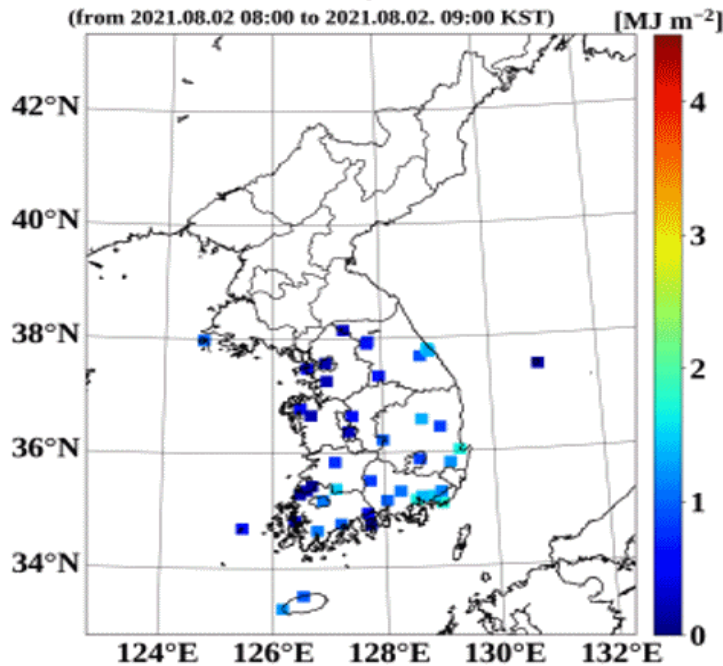 (from 2021.08.02 08:00 to 2021.08.02. 09:00 KST)
[MJ m⁻²]
42°N
40°N
38°N
36°N
34°N
124°E 126°E 128°E 130°E 132°E
4
3
2
1
0